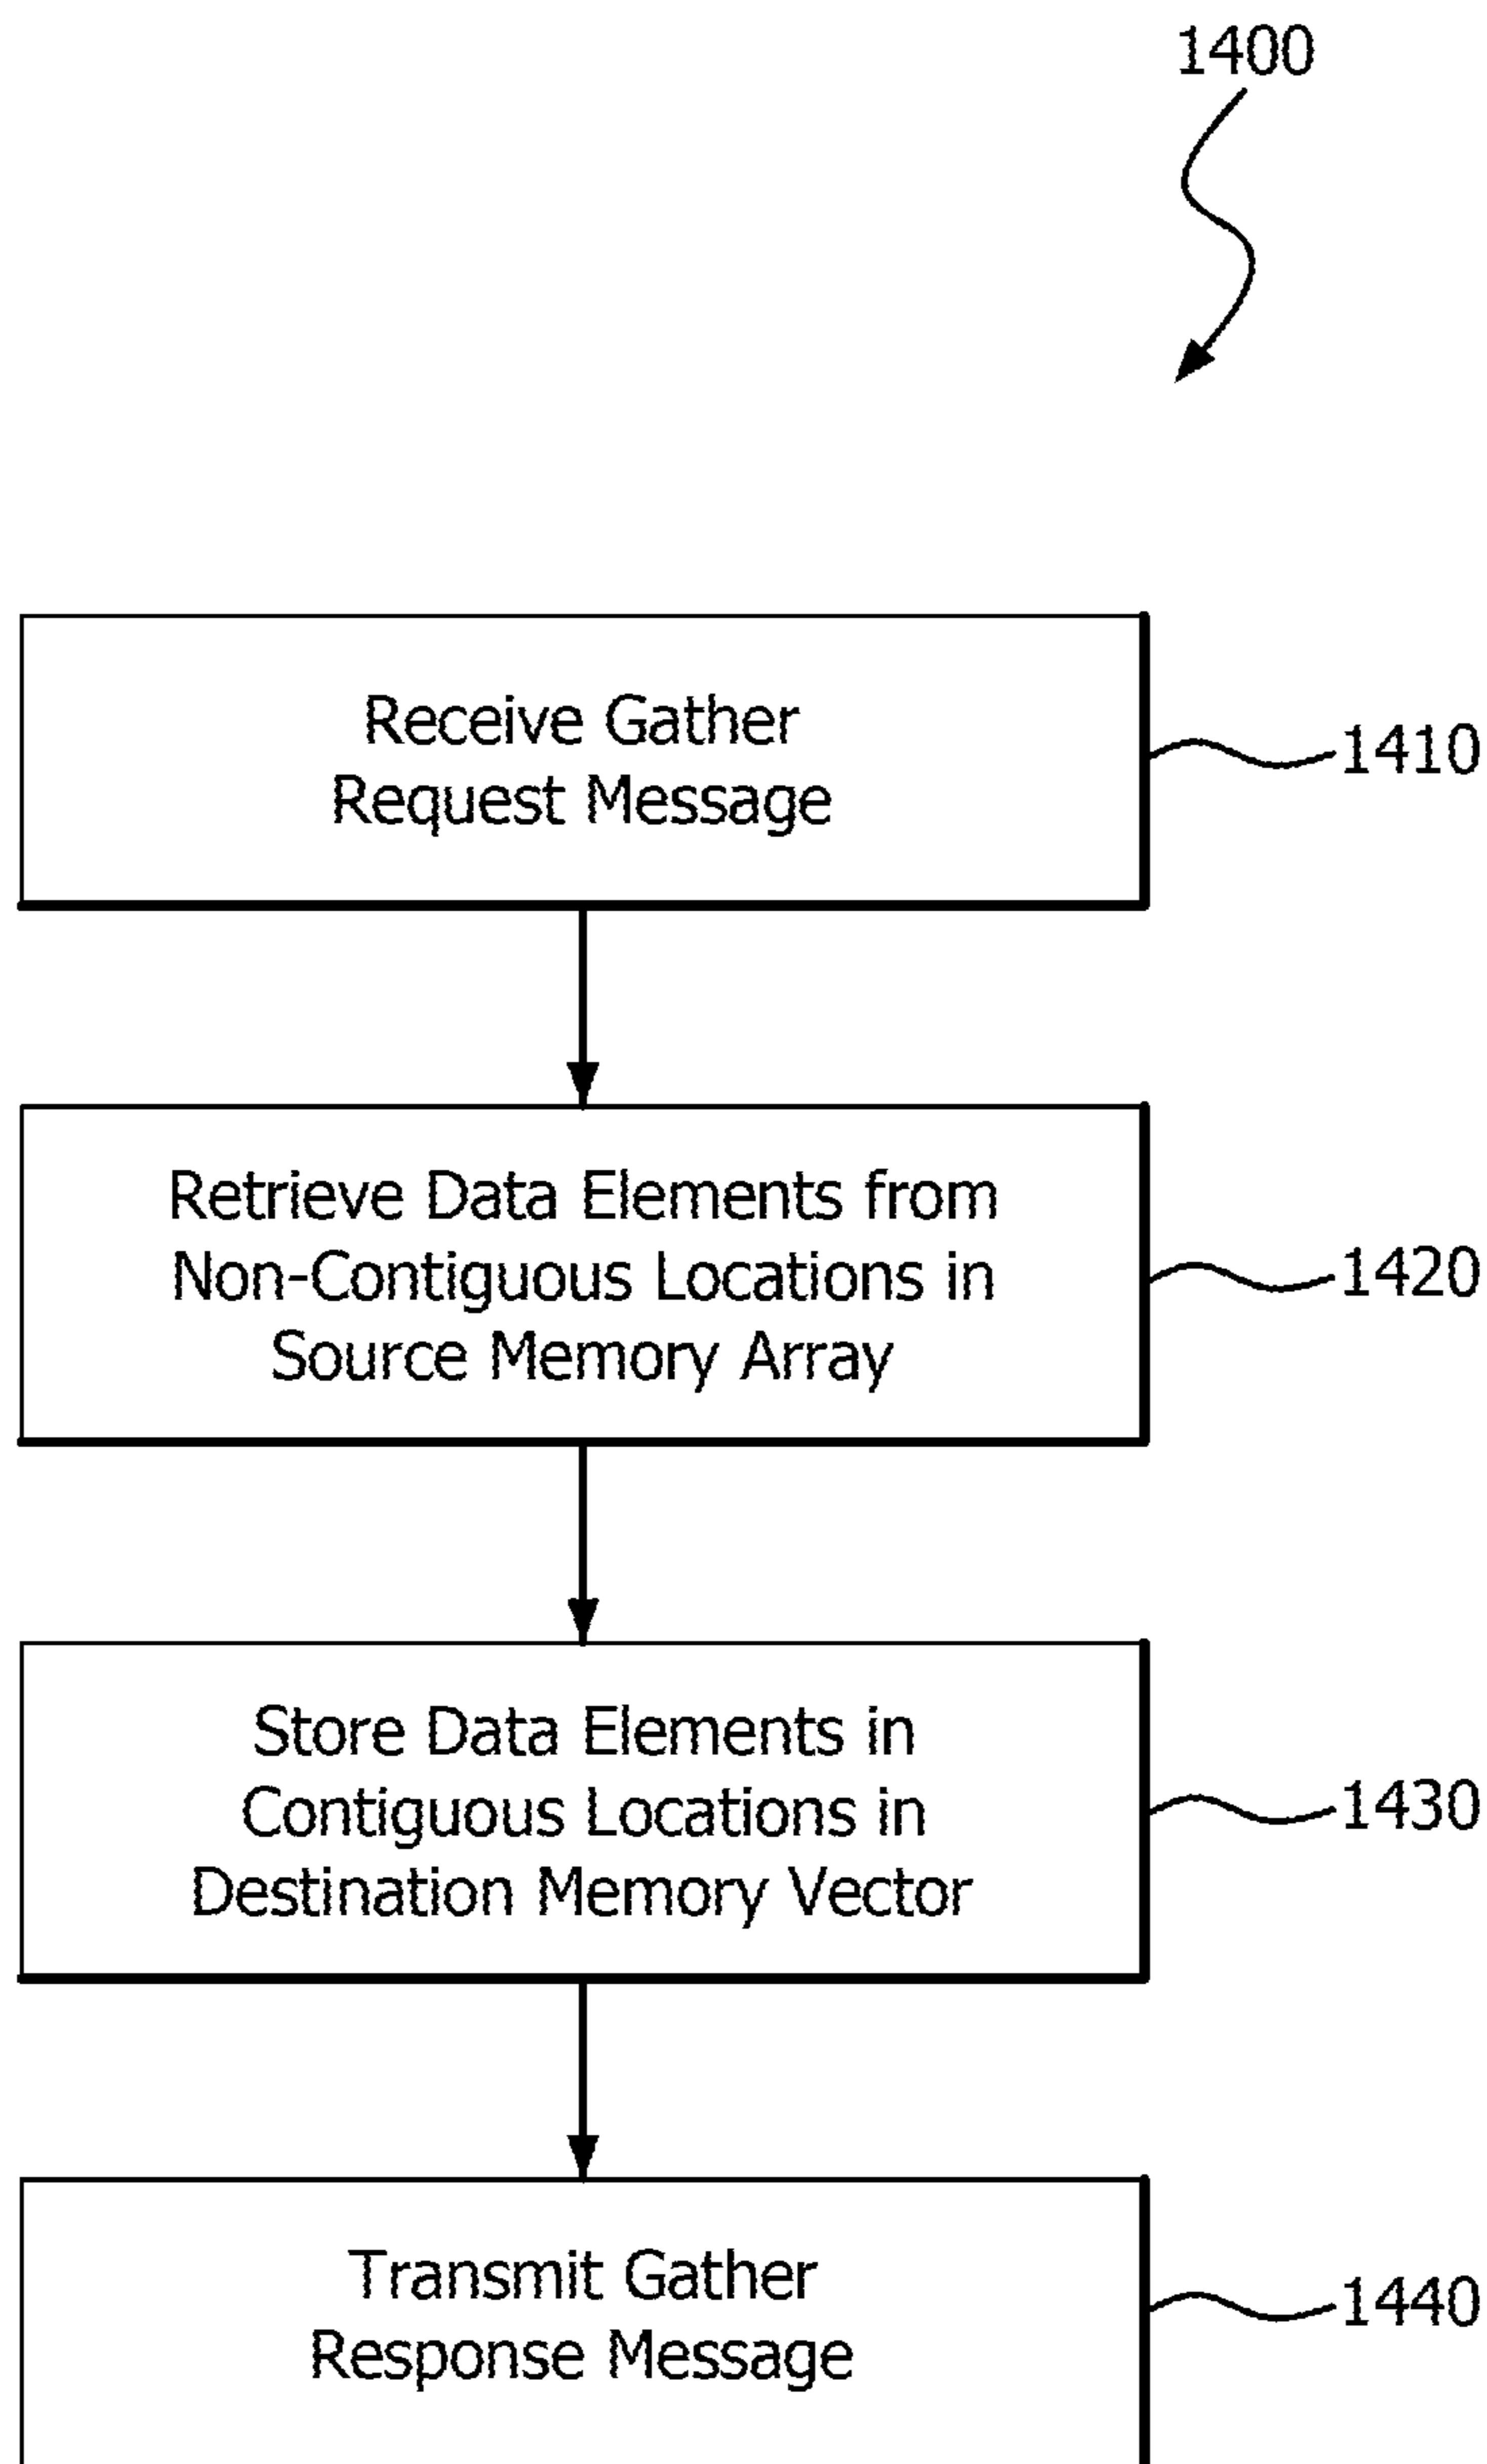 1400
Receive Gather
Request Message
1410
Retrieve Data Elements from
Non-Contiguous Locations in
Source Memory Array
1420
Store Data Elements in
Contiguous Locations in
Destination Memory Vector
1430
Transmit Gather
Response Message
1440